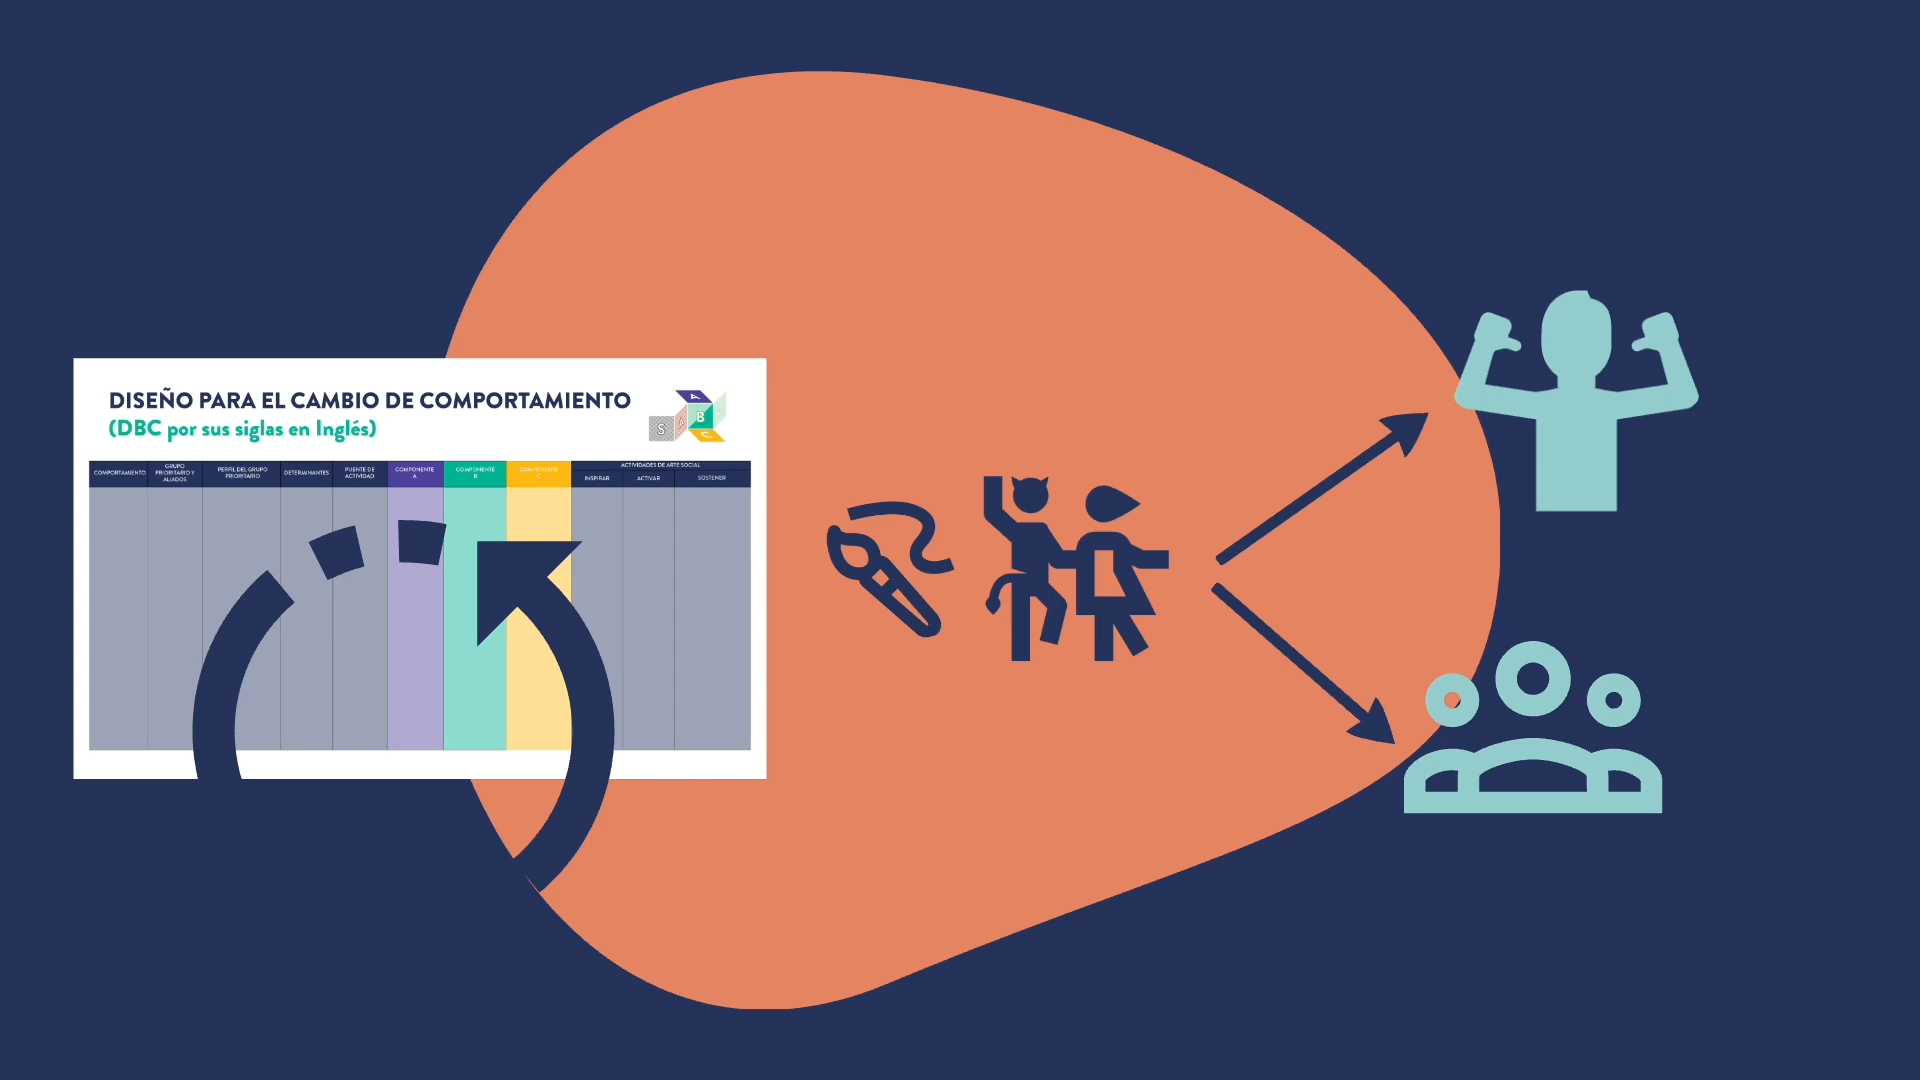 DISEÑO PARA EL CAMBIO DE COMPORTAMIENTO
(DBC por sus siglas en Inglés)
A
B
S
A
C
COMPORTAMIENTO
GRUPO
PRIORITARIO Y
ALIADOS
PERFIL DEL GRUPO
PRIORITARIO
DETERMINANTES
PUENTE DE
ACTIVIDAD
COMPONENTE
A
COMPONENTE
B
COMPONENTE
C
ACTIVIDADES DE ARTE SOCIAL
INSPIRAR
ACTIVAR
SOSTENER